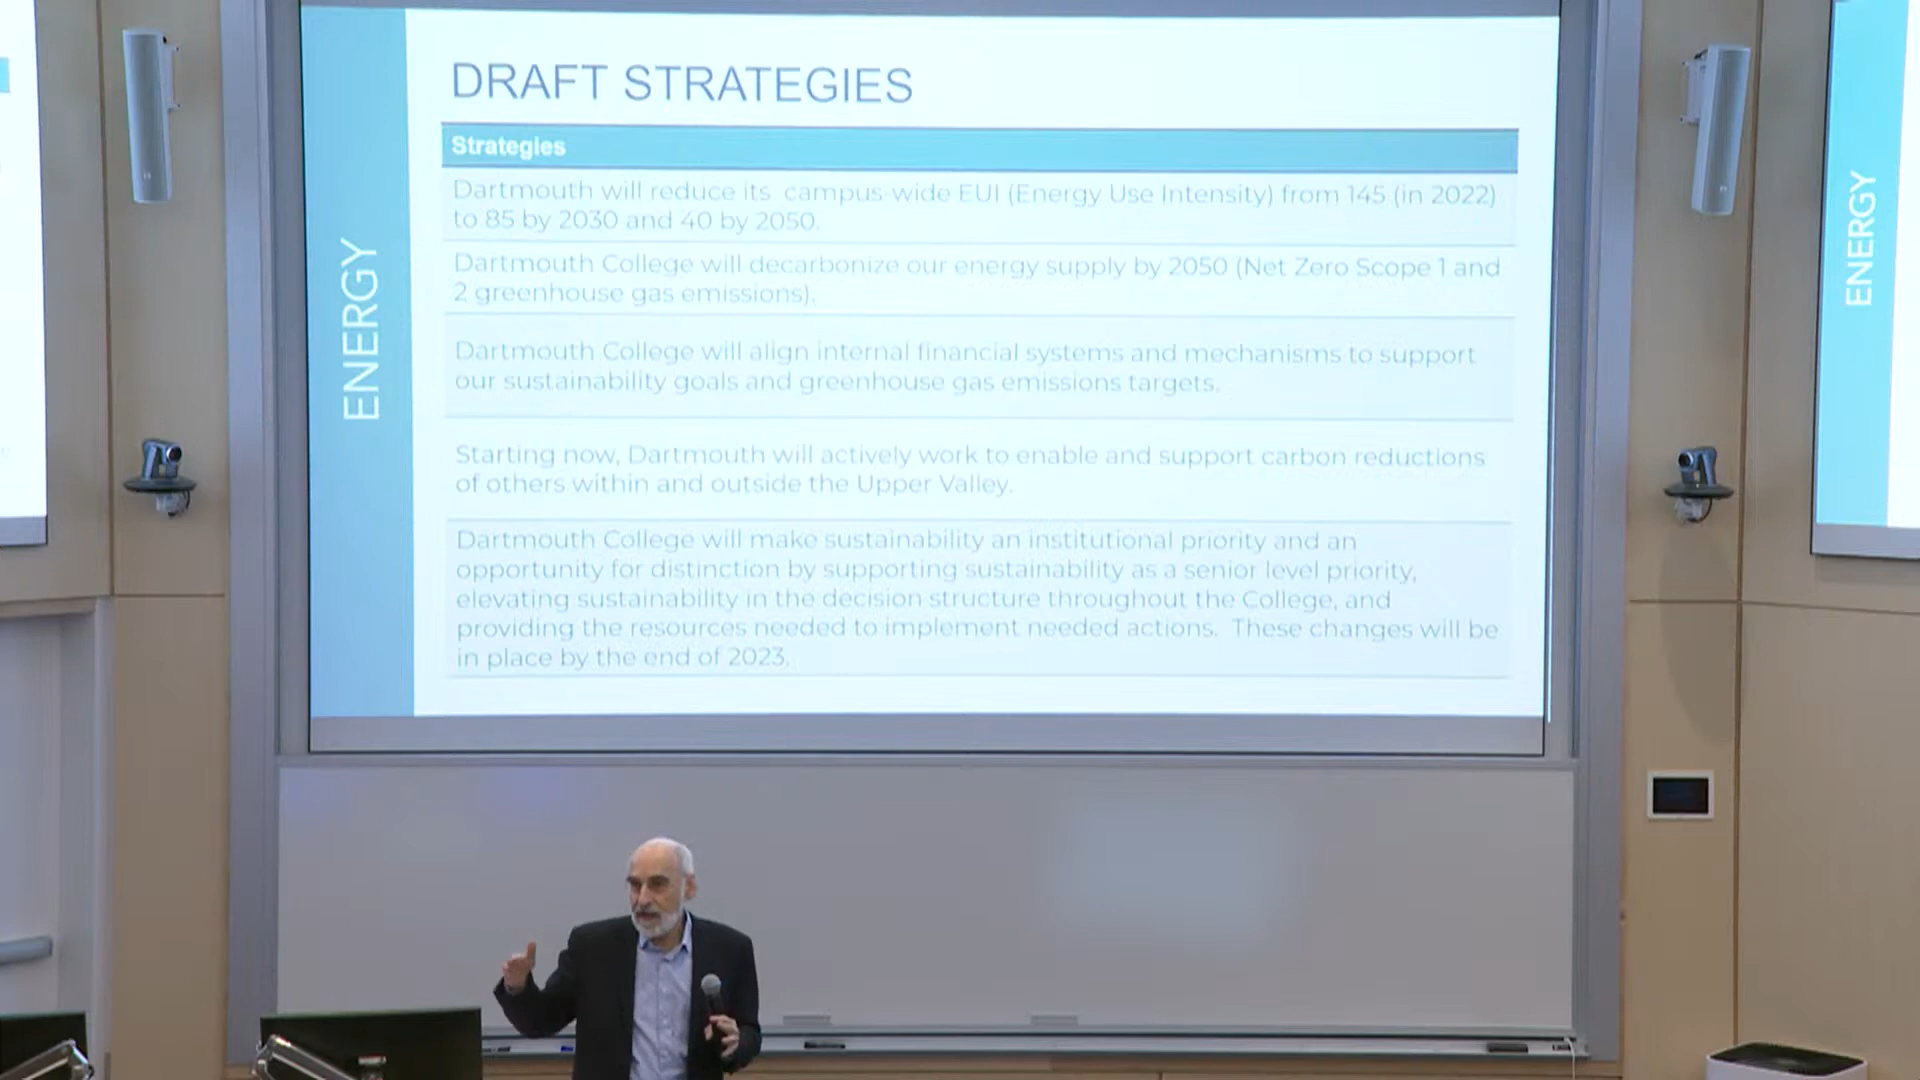 ENERGY
DRAFT STRATEGIES
Strategies
Dartmouth will reduce its campus-wide EUI (Energy Use Intensity) from 145 (in 2022)
to 85 by 2030 and 40 by 2050.
Dartmouth College will decarbonize our energy supply by 2050 (Net Zero Scope 1 and
2 greenhouse gas emissions).
Dartmouth College will align internal financial systems and mechanisms to support
our sustainability goals and greenhouse gas emissions targets.
Starting now, Dartmouth will actively work to enable and support carbon reductions
of others within and outside the Upper Valley.
Dartmouth College will make sustainability an institutional priority and an
opportunity for distinction by supporting sustainability as a senior level priority,
elevating sustainability in the decision structure throughout the College, and
providing the resources needed to implement needed actions. These changes will be
in place by the end of 2023.
ENERGY